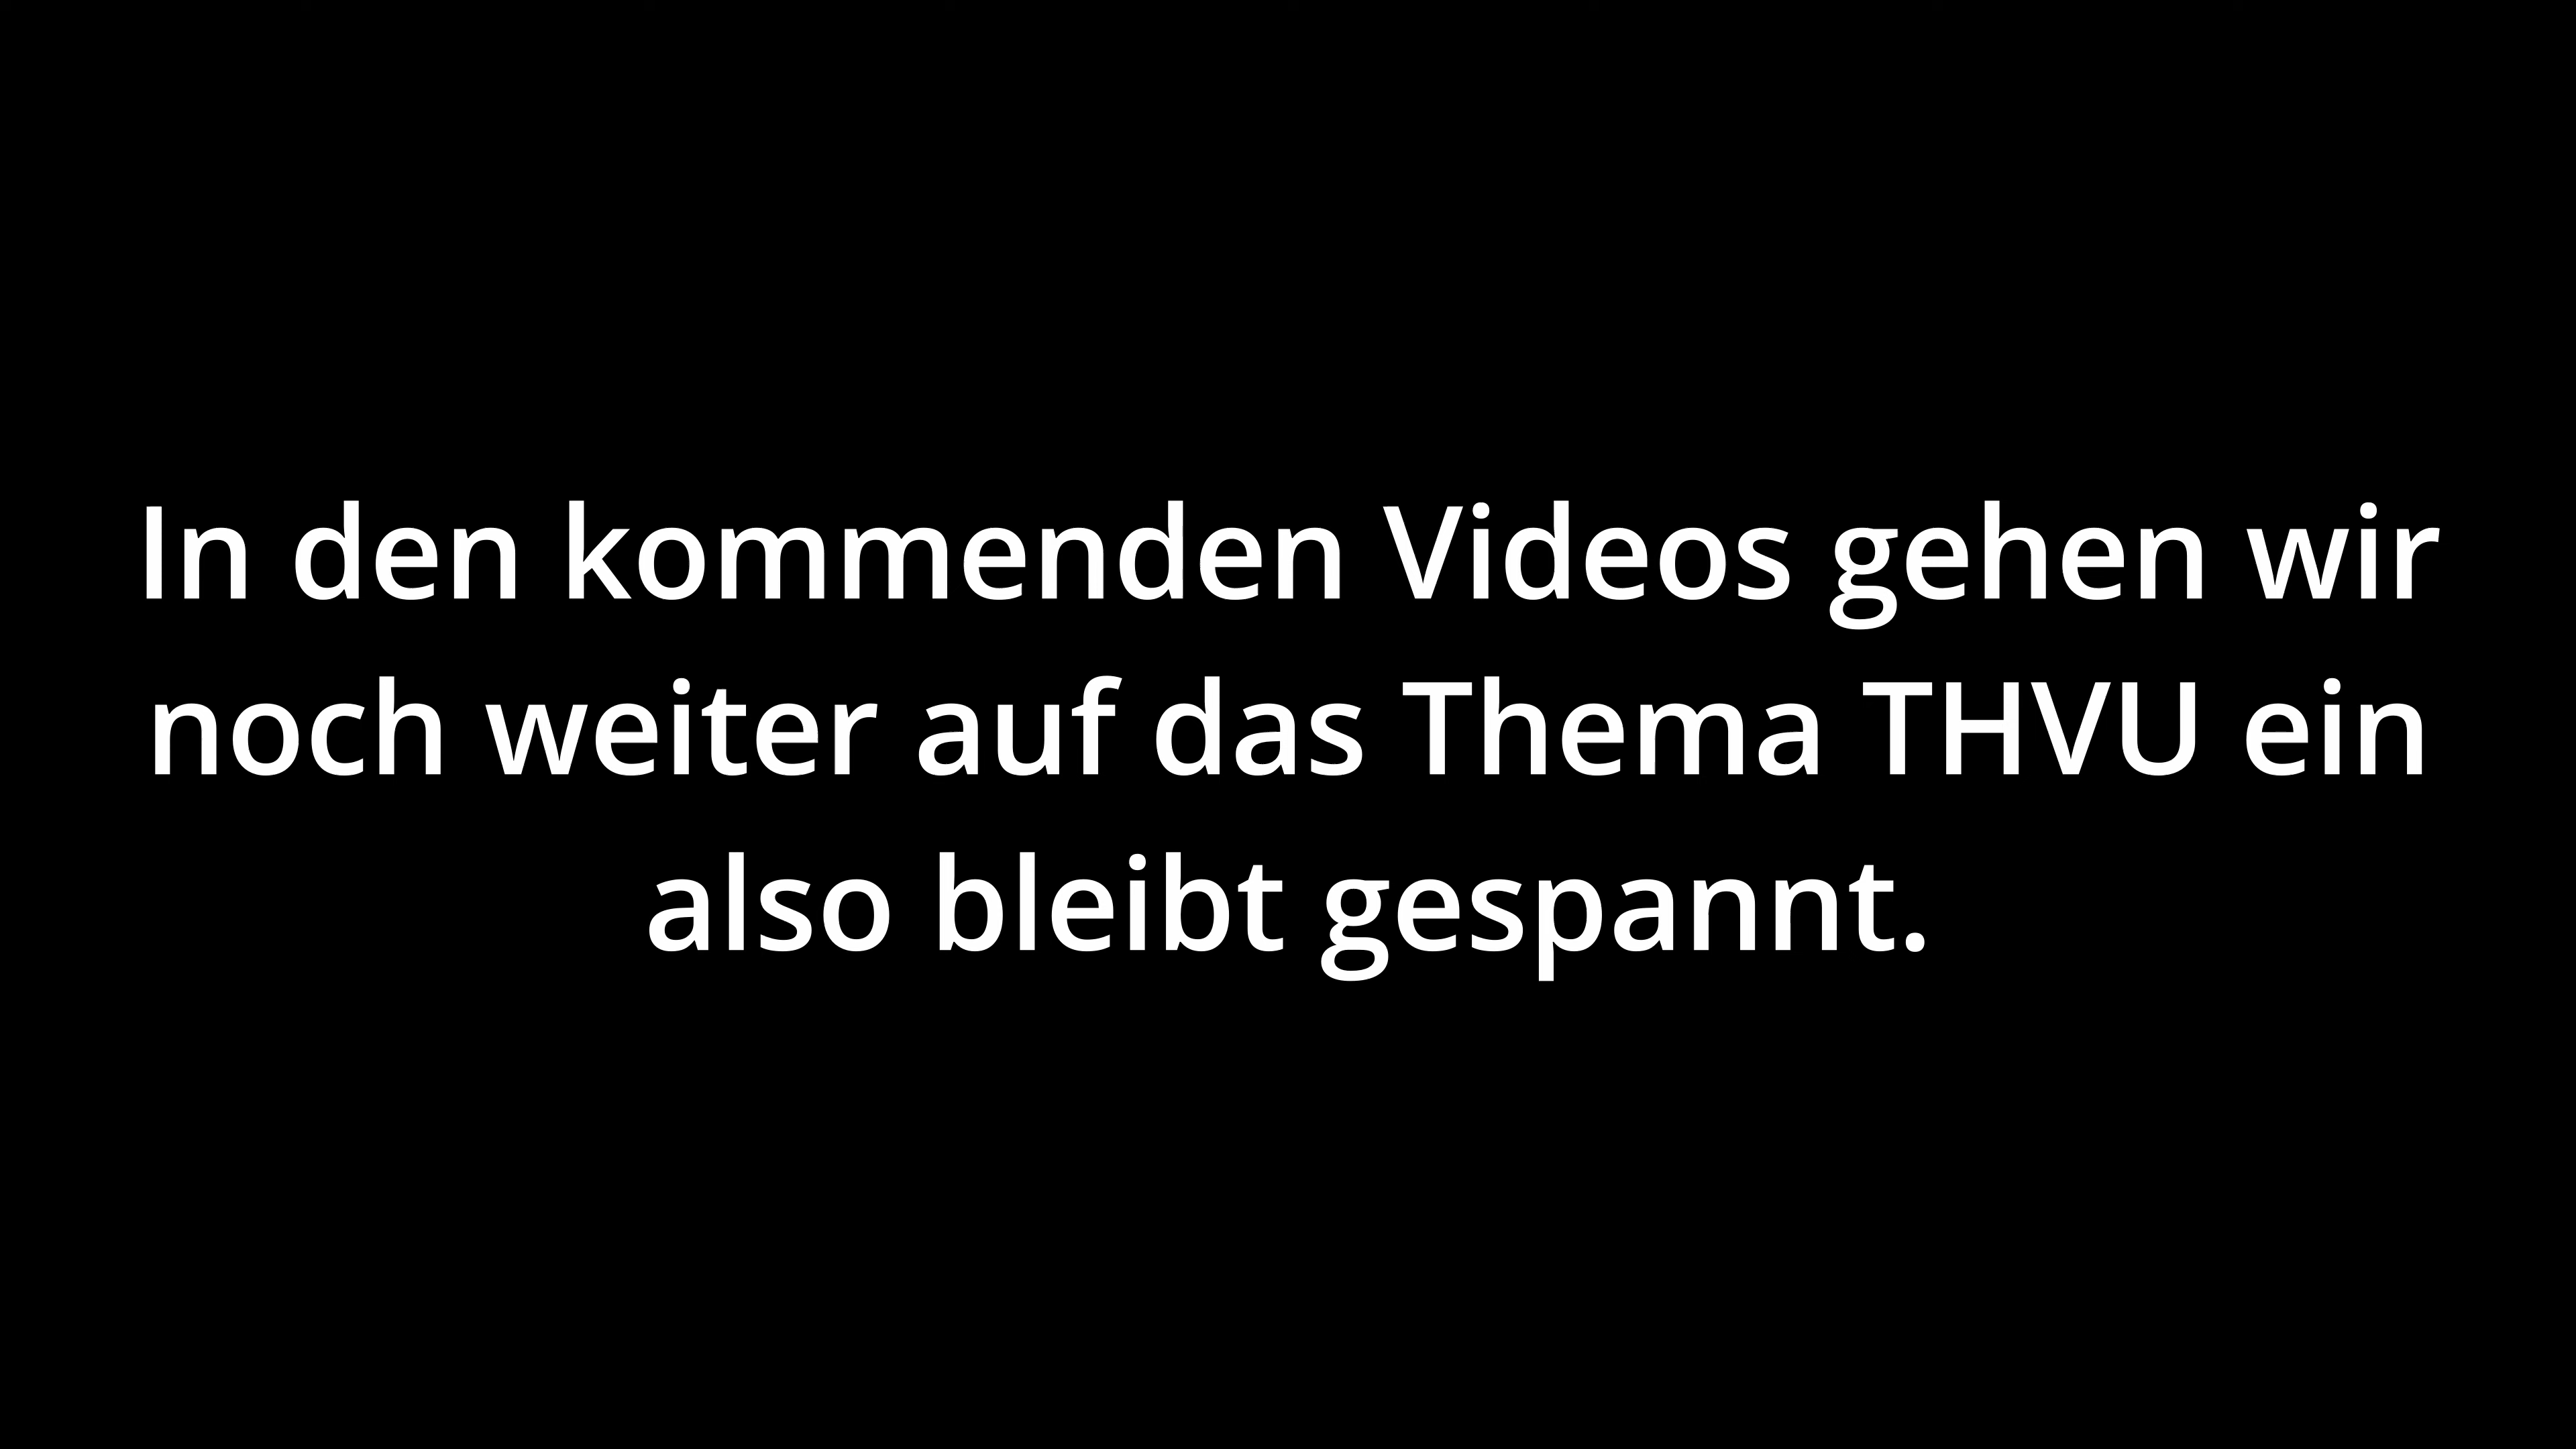 In den kommenden Videos gehen wir
noch weiter auf das Thema THVU ein
also bleibt gespannt.